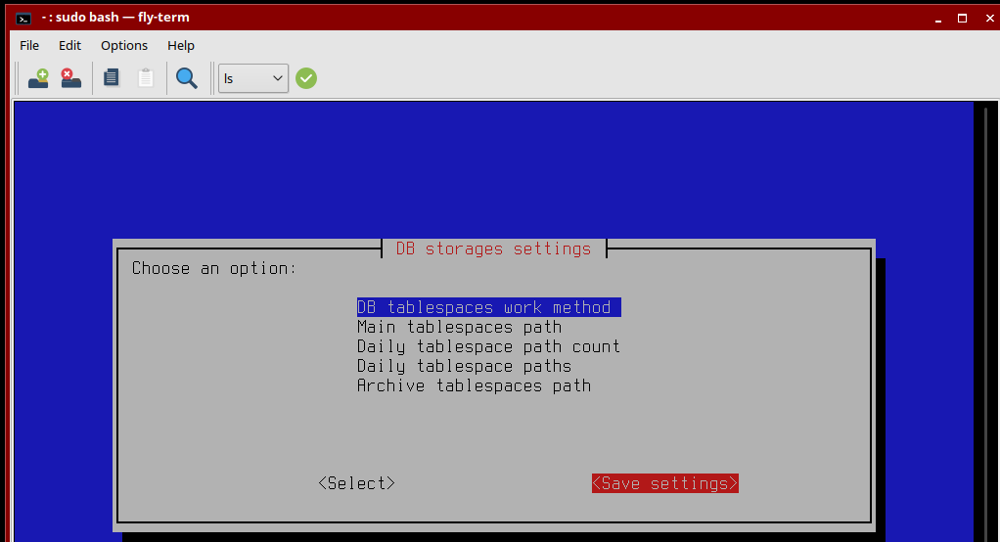 - : sudo bash — fly-term
File Edit Options Help
ls
DB storages settings
Choose an option:
DB tablespaces work method
Main tablespaces path
Daily tablespace path count
Daily tablespace paths
Archive tablespaces path
<Select> <Save settings>